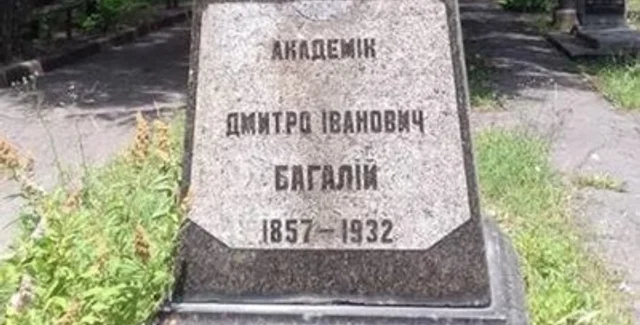 АКАДЕМІК
ДМИТРО ІВАНОВИЧ
БАГАЛІЙ
1857-1932